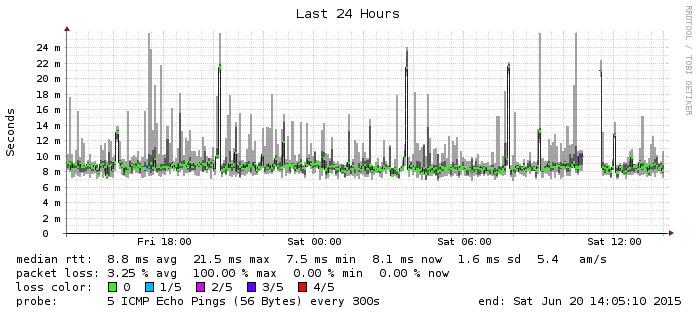 Last 24 Hours
RRDTOOL / TOBI OETIKER
Seconds
24 m
22 m
20 m
18 m
16 m
14 m
12 m
10 m
8 m
6 m
4 m
2 m
0
Fri 18:00 Sat 00:00 Sat 06:00 Sat 12:00
median rtt: 8.8 ms avg 21.5 ms max 7.5 ms min 8.1 ms now 1.6 ms sd 5.4 am/s
packet loss: 3.25 % avg 100.00 % max 0.00 % min 0.00 % now
loss color: 0 1/5 2/5 3/5 4/5
probe: 5 ICMP Echo Pings (56 Bytes) every 300s end: Sat Jun 20 14:05:10 2015